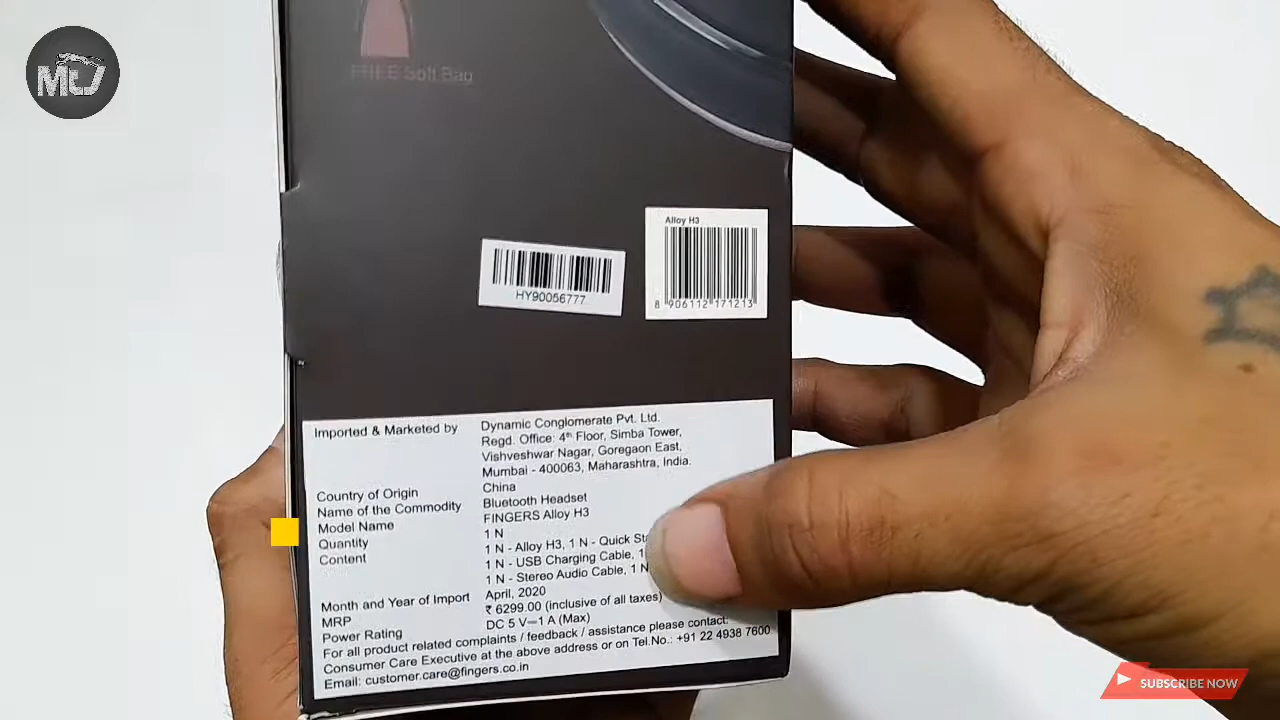 MTJ
FREE Soft Bag
Alloy H3
HY90056777
8 906112 171213
Imported & Marketed by Dynamic Conglomerate Pvt. Ltd.
Regd. Office: 4th Floor, Simba Tower,
Vishveshwar Nagar, Goregaon East,
Mumbai - 400063, Maharashtra, India.
Country of Origin China
Name of the Commodity Bluetooth Headset
Model Name FINGERS Alloy H3
Quantity 1 N
Content 1 N - Alloy H3, 1 N - Quick
1 N - USB Charging Cable, 1
1 N - Stereo Audio Cable, 1 N
Month and Year of Import April, 2020
MRP ₹ 6299.00 (inclusive of all taxes)
Power Rating DC 5 V⎓1 A (Max)
For all product related complaints / feedback / assistance please contact:
Consumer Care Executive at the above address or on Tel.No.: +91 22 4938 7600
Email: customer.care@fingers.co.in
SUBSCRIBE NOW